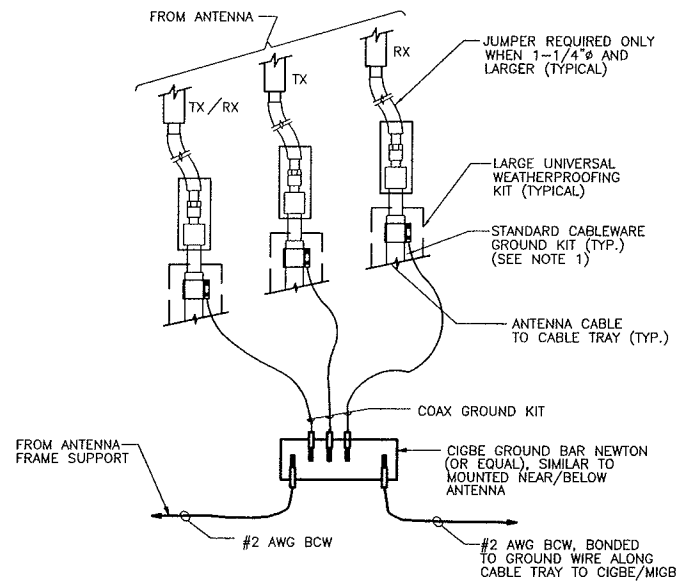 FROM ANTENNA
RX
JUMPER REQUIRED ONLY
WHEN 1-1/4"ø AND
LARGER (TYPICAL)
TX
TX/RX
LARGE UNIVERSAL
WEATHERPROOFING
KIT (TYPICAL)
STANDARD CABLEWARE
GROUND KIT (TYP.)
(SEE NOTE 1)
ANTENNA CABLE
TO CABLE TRAY (TYP.)
COAX GROUND KIT
FROM ANTENNA
FRAME SUPPORT
CIGBE GROUND BAR NEWTON
(OR EQUAL), SIMILAR TO
MOUNTED NEAR/BELOW
ANTENNA
#2 AWG BCW
#2 AWG BCW, BONDED
TO GROUND WIRE ALONG
CABLE TRAY TO CIGBE/MIGB